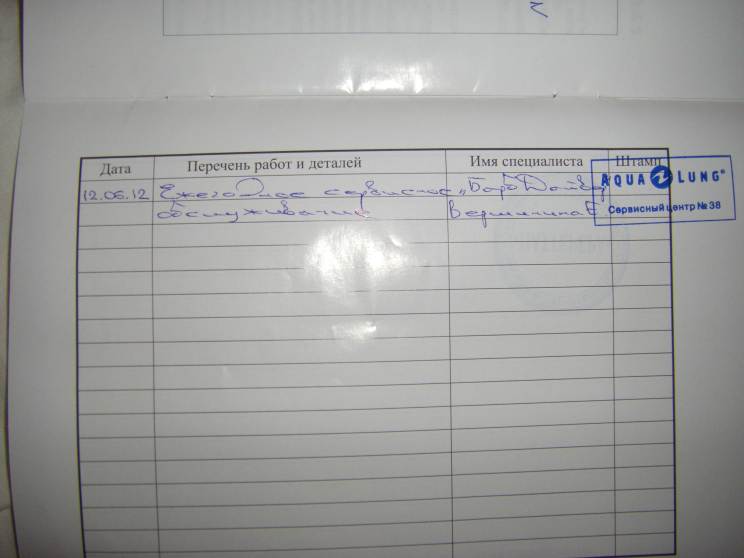 Дата Перечень работ и деталей Имя специалиста Штамп
12.06.12 Ежегодное сервисное „Бородайвер"
обслуживание Вершинина Е
AQUA LUNG®
Сервисный центр № 38